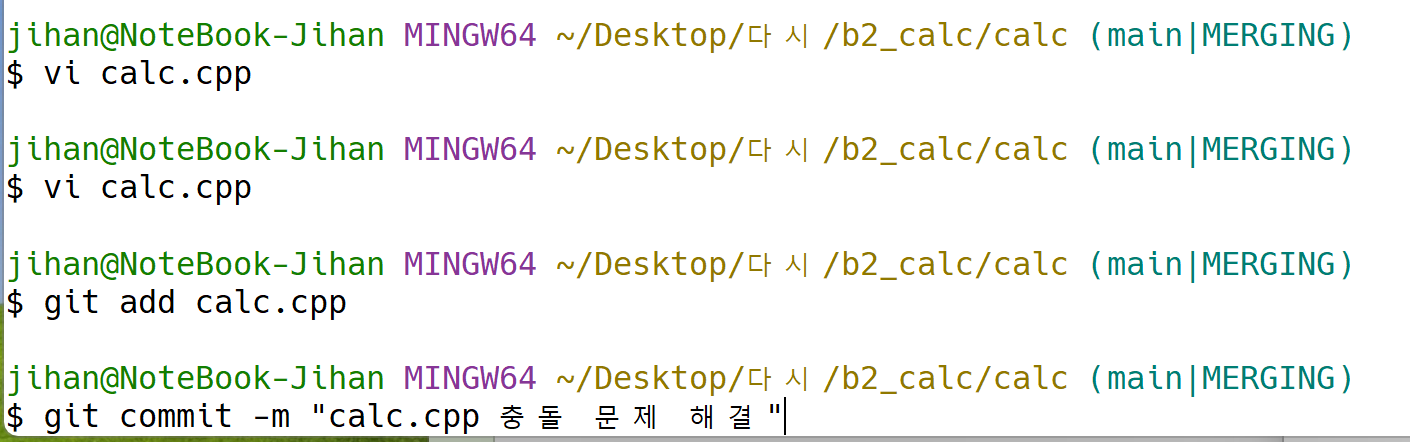 jihan@NoteBook-Jihan MINGW64 ~/Desktop/다시/b2_calc/calc (main|MERGING)
$ vi calc.cpp
jihan@NoteBook-Jihan MINGW64 ~/Desktop/다시/b2_calc/calc (main|MERGING)
$ vi calc.cpp
jihan@NoteBook-Jihan MINGW64 ~/Desktop/다시/b2_calc/calc (main|MERGING)
$ git add calc.cpp
jihan@NoteBook-Jihan MINGW64 ~/Desktop/다시/b2_calc/calc (main|MERGING)
$ git commit -m "calc.cpp 충돌 문제 해결"